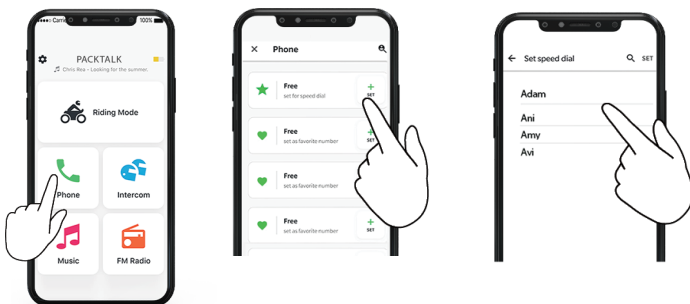 Carrie
100%
PACKTALK
Chris Rea - Looking for the summer.
Riding Mode
Phone
Intercom
Music
FM Radio
Phone
Free
set for speed dial
SET
Free
set as favorite number
SET
Free
set as favorite number
Free
set as favorite number
SET
Set speed dial
SET
Adam
Ani
Amy
Avi